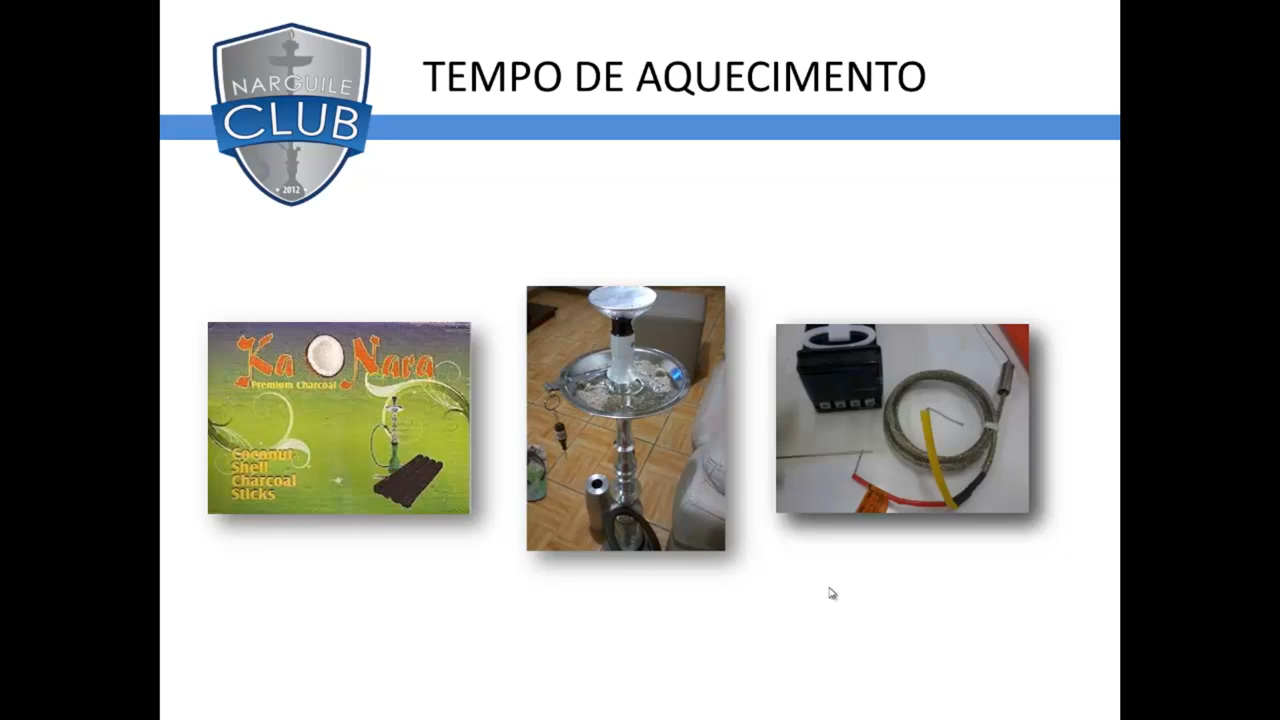 TEMPO DE AQUECIMENTO
NARGUILE
CLUB
• 2012 •
Ka Nara
Premium Charcoal
Coconut
Shell
Charcoal
Sticks